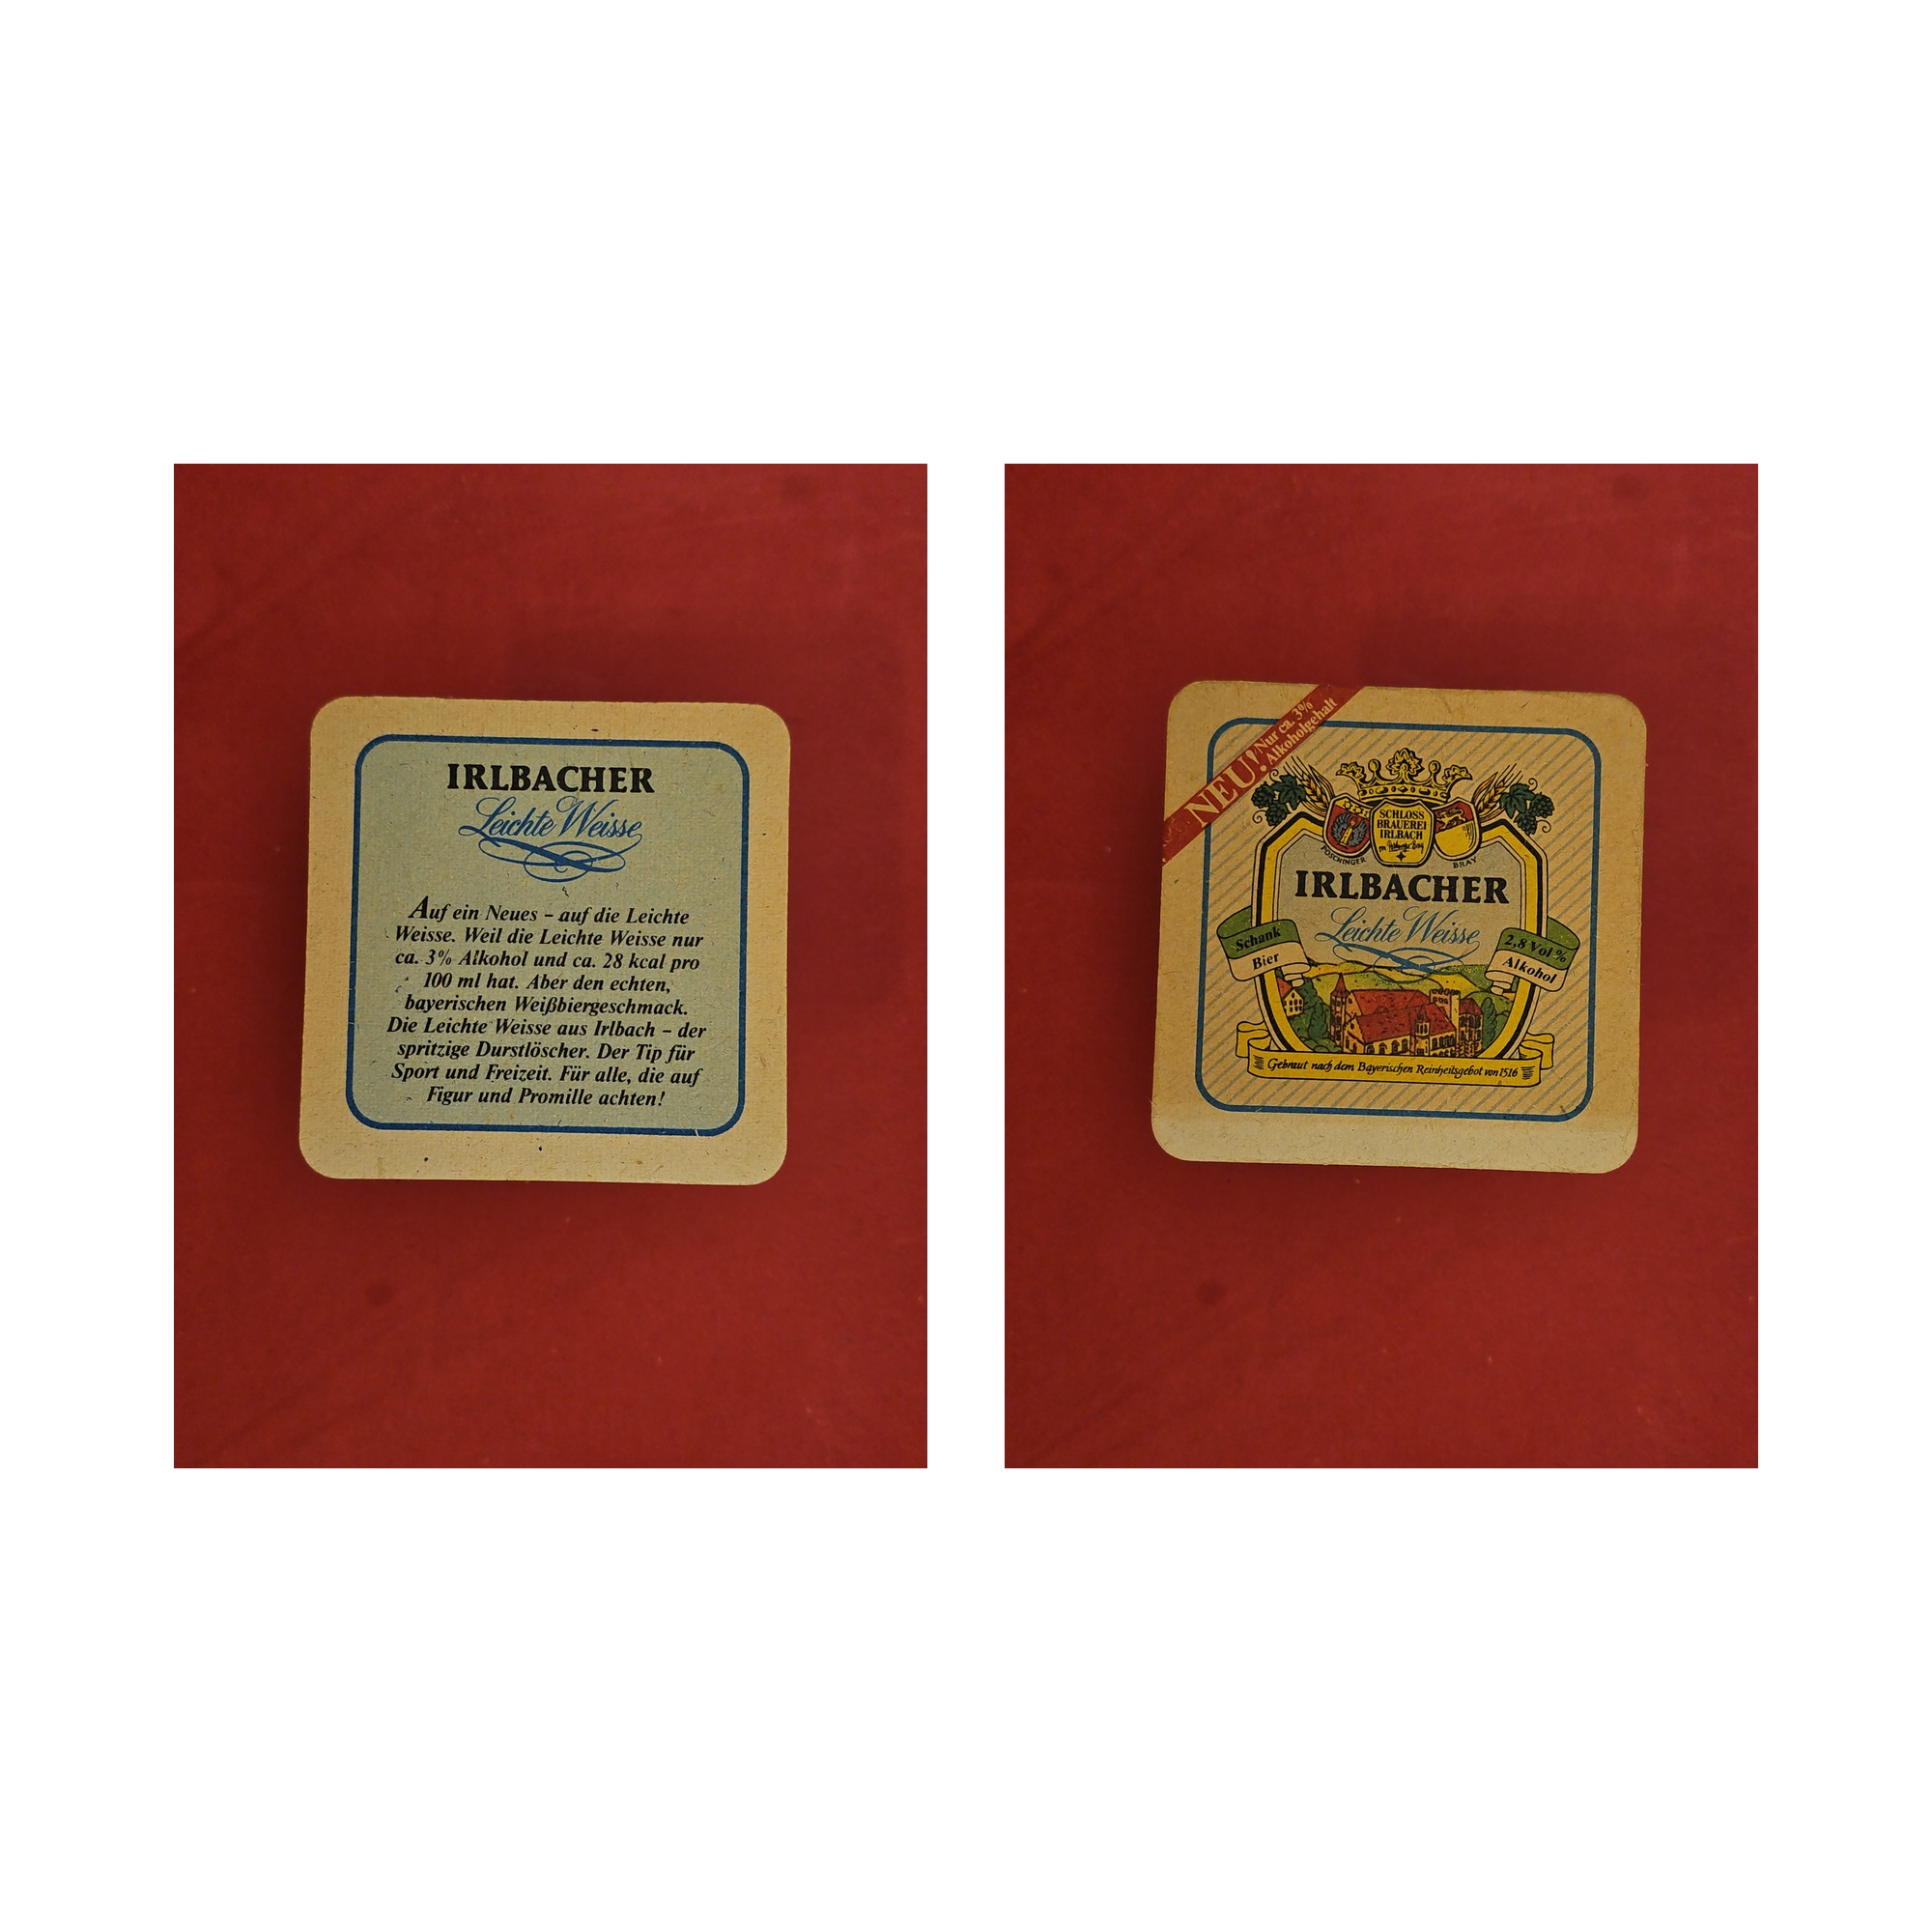 IRLBACHER
Leichte Weisse
Auf ein Neues – auf die Leichte
Weisse. Weil die Leichte Weisse nur
ca. 3% Alkohol und ca. 28 kcal pro
100 ml hat. Aber den echten,
bayerischen Weißbiergeschmack.
Die Leichte Weisse aus Irlbach – der
spritzige Durstlöscher. Der Tip für
Sport und Freizeit. Für alle, die auf
Figur und Promille achten!
NEU!
Nur ca. 3%
Alkoholgehalt
SCHLOSS
BRAUEREI
IRLBACH
POSCHINGER
BRAY
IRLBACHER
Leichte Weisse
Schank
Bier
2,8 Vol %
Alkohol
Gebraut nach dem Bayerischen Reinheitsgebot von 1516